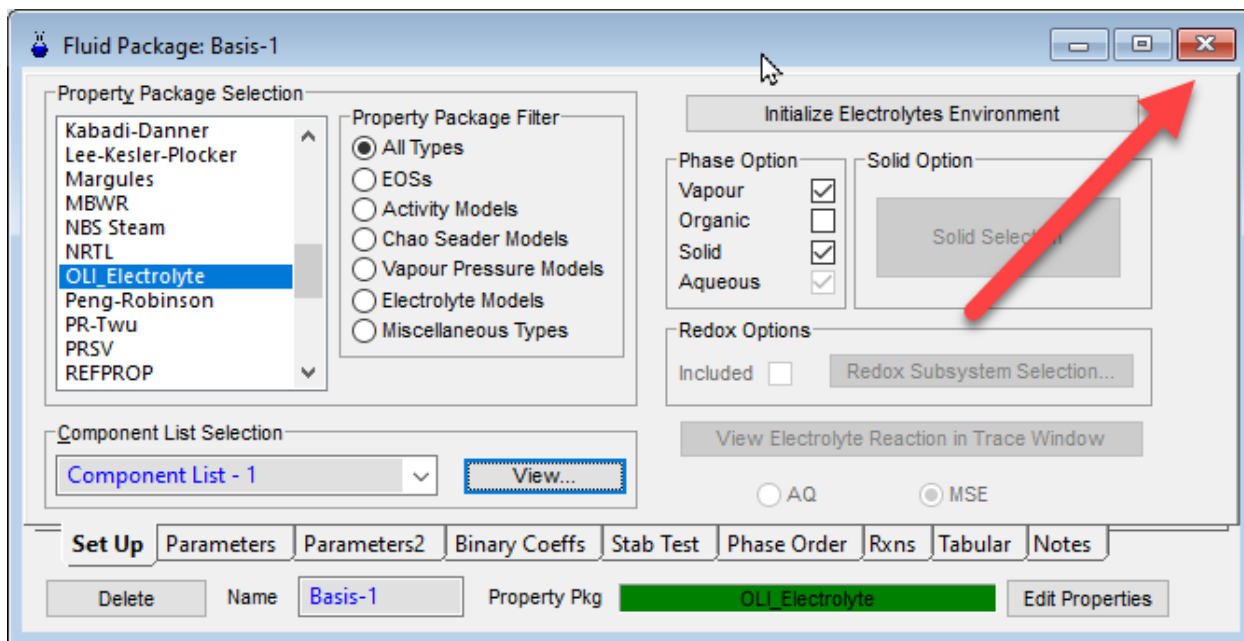 Fluid Package: Basis-1
Property Package Selection
Kabadi-Danner
Lee-Kesler-Plocker
Margules
MBWR
NBS Steam
NRTL
OLI_Electrolyte
Peng-Robinson
PR-Twu
PRSV
REFPROP
Property Package Filter
All Types
EOSs
Activity Models
Chao Seader Models
Vapour Pressure Models
Electrolyte Models
Miscellaneous Types
Initialize Electrolytes Environment
Phase Option
Vapour
Organic
Solid
Aqueous
Solid Option
Solid Selection
Redox Options
Included
Redox Subsystem Selection...
Component List Selection
Component List - 1
View...
View Electrolyte Reaction in Trace Window
AQ
MSE
Set Up
Parameters
Parameters2
Binary Coeffs
Stab Test
Phase Order
Rxns
Tabular
Notes
Delete
Name
Basis-1
Property Pkg
OLI_Electrolyte
Edit Properties